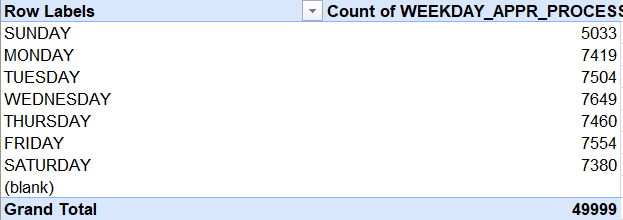 Row Labels Count of WEEKDAY_APPR_PROCESS
SUNDAY 5033
MONDAY 7419
TUESDAY 7504
WEDNESDAY 7649
THURSDAY 7460
FRIDAY 7554
SATURDAY 7380
(blank)
Grand Total 49999